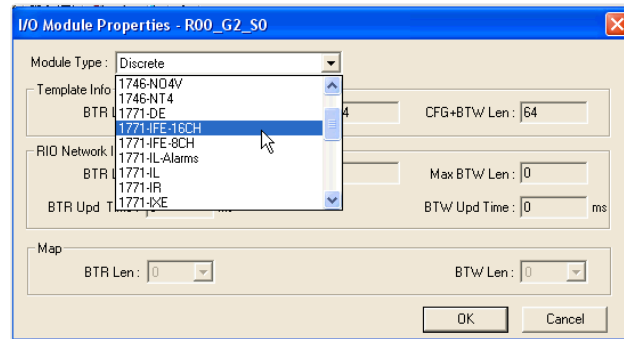 I/O Module Properties - R00_G2_S0
Module Type : Discrete
1746-NO4V
1746-NT4
1771-DE
1771-IFE-16CH
1771-IFE-8CH
1771-IL-Alarms
1771-IL
1771-IR
1771-IXE
Template Info
BTR 4 CFG+BTW Len : 64
RIO Network I
BTR Max BTW Len : 0
BTR Upd T BTW Upd Time : 0 ms
Map
BTR Len : 0 BTW Len : 0
OK Cancel